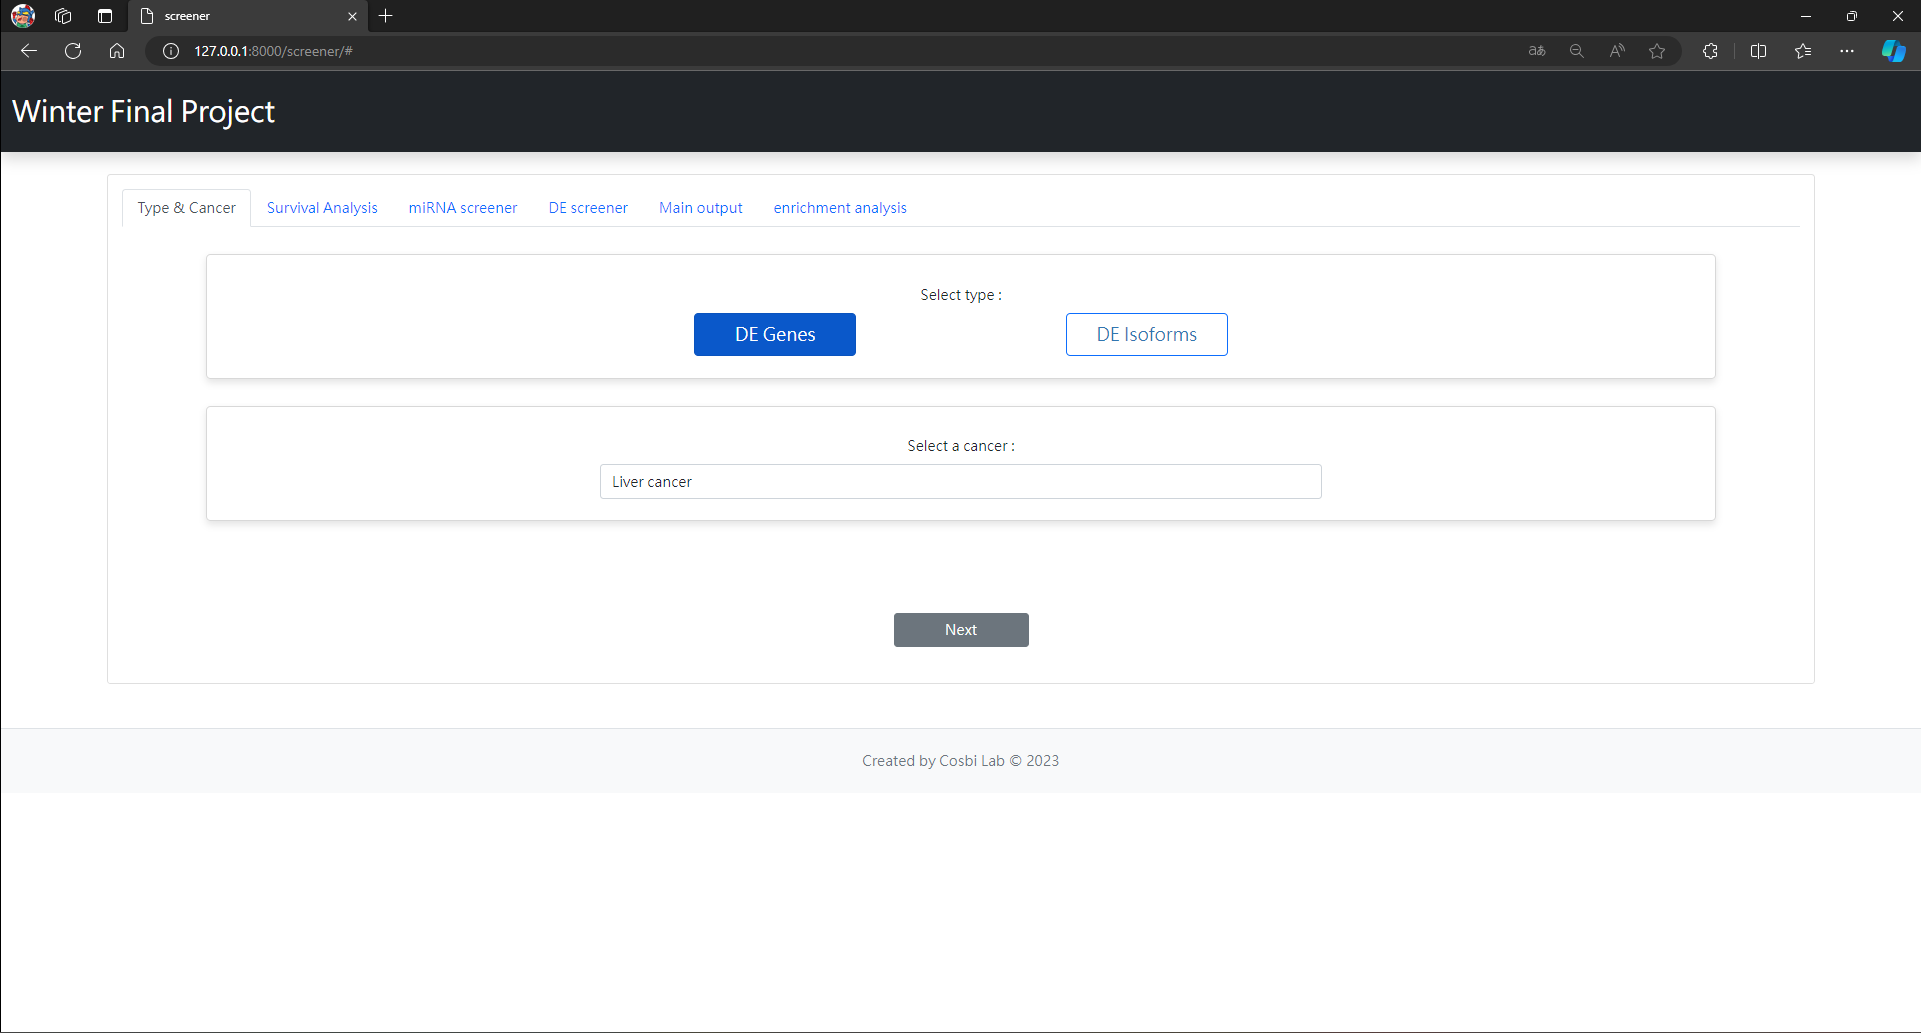 screener
127.0.0.1:8000/screener/#
aあ
A
Winter Final Project
Type & Cancer
Survival Analysis
miRNA screener
DE screener
Main output
enrichment analysis
Select type :
DE Genes
DE Isoforms
Select a cancer :
Liver cancer
Next
Created by Cosbi Lab © 2023